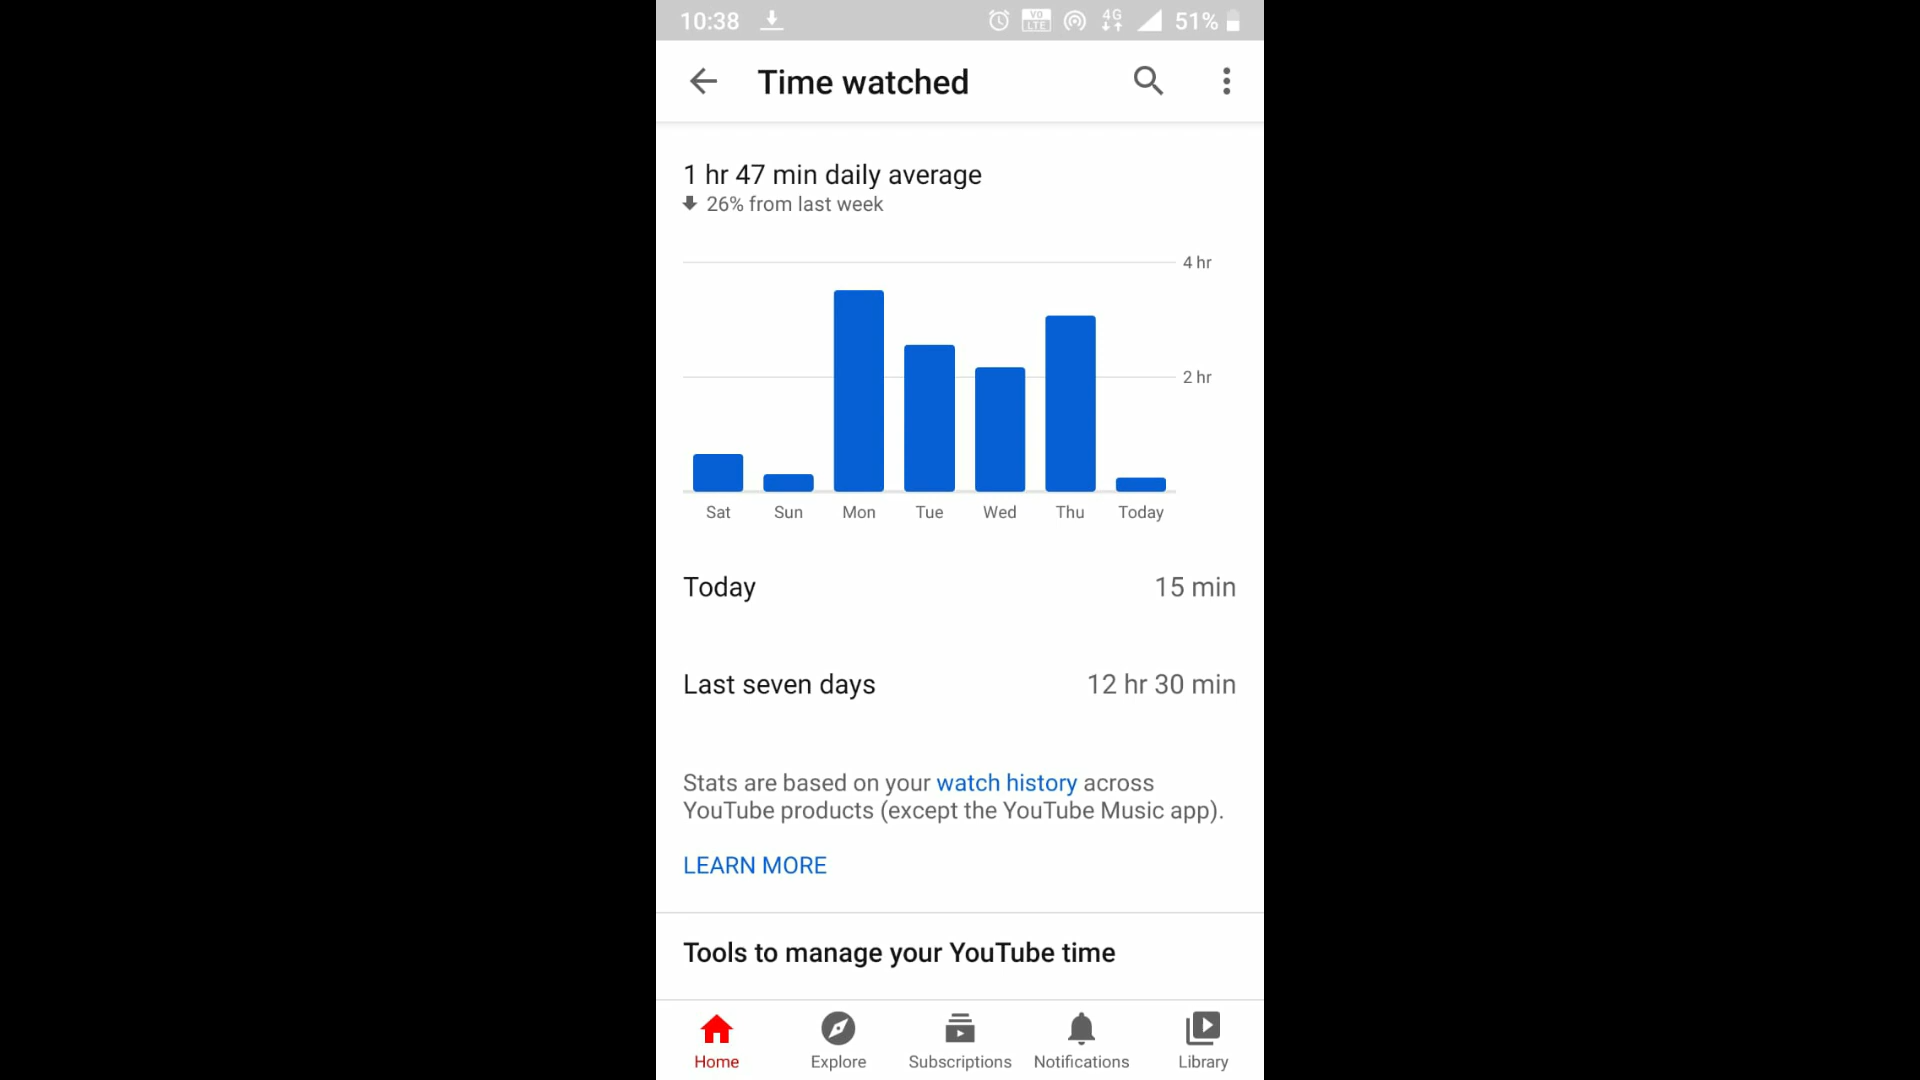 10:38 Vo LTE 4G 51%
Time watched
1 hr 47 min daily average
26% from last week
4 hr
2 hr
Sat Sun Mon Tue Wed Thu Today
Today 15 min
Last seven days 12 hr 30 min
Stats are based on your watch history across
YouTube products (except the YouTube Music app).
LEARN MORE
Tools to manage your YouTube time
Home Explore Subscriptions Notifications Library